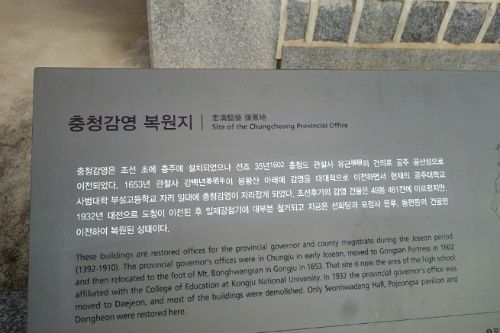 충청감영 복원지
忠淸監營 復原地
Site of the Chungcheong Provincial Office
충청감영은 조선 초에 충주에 설치되었으나 선조 35년1602 충청도 관찰사 유근의 건의로 공주 공산성으로
이전되었다. 1653년 관찰사 강백년이 봉황산 아래에 감영을 대대적으로 이전하면서 현재의 공주대학교
사범대학 부설고등학교 자리 일대에 충청감영이 자리잡게 되었다. 조선후기의 감영 건물은 49동 481칸에 이르렀지만,
1932년 대전으로 도청이 이전된 후 일제강점기에 대부분 철거되고 지금은 선화당과 포정사 문루, 동헌등의 건물만
이전하여 복원된 상태이다.
These buildings are restored offices for the provincial governor and county magistrate during the Joseon period
(1392-1910). The provincial governor's offices were in Chungju in early Joseon, moved to Gongsan Fortress in 1602
and then relocated to the foot of Mt. Bonghwangsan in Gongju in 1653. That site is now the area of the high school
affiliated with the College of Education at Kongju National University. In 1932 the provincial governor's office was
moved to Daejeon, and most of the buildings were demolished. Only Seonhwadang Hall, Pojeongsa pavilion and
Dongheon were restored here.